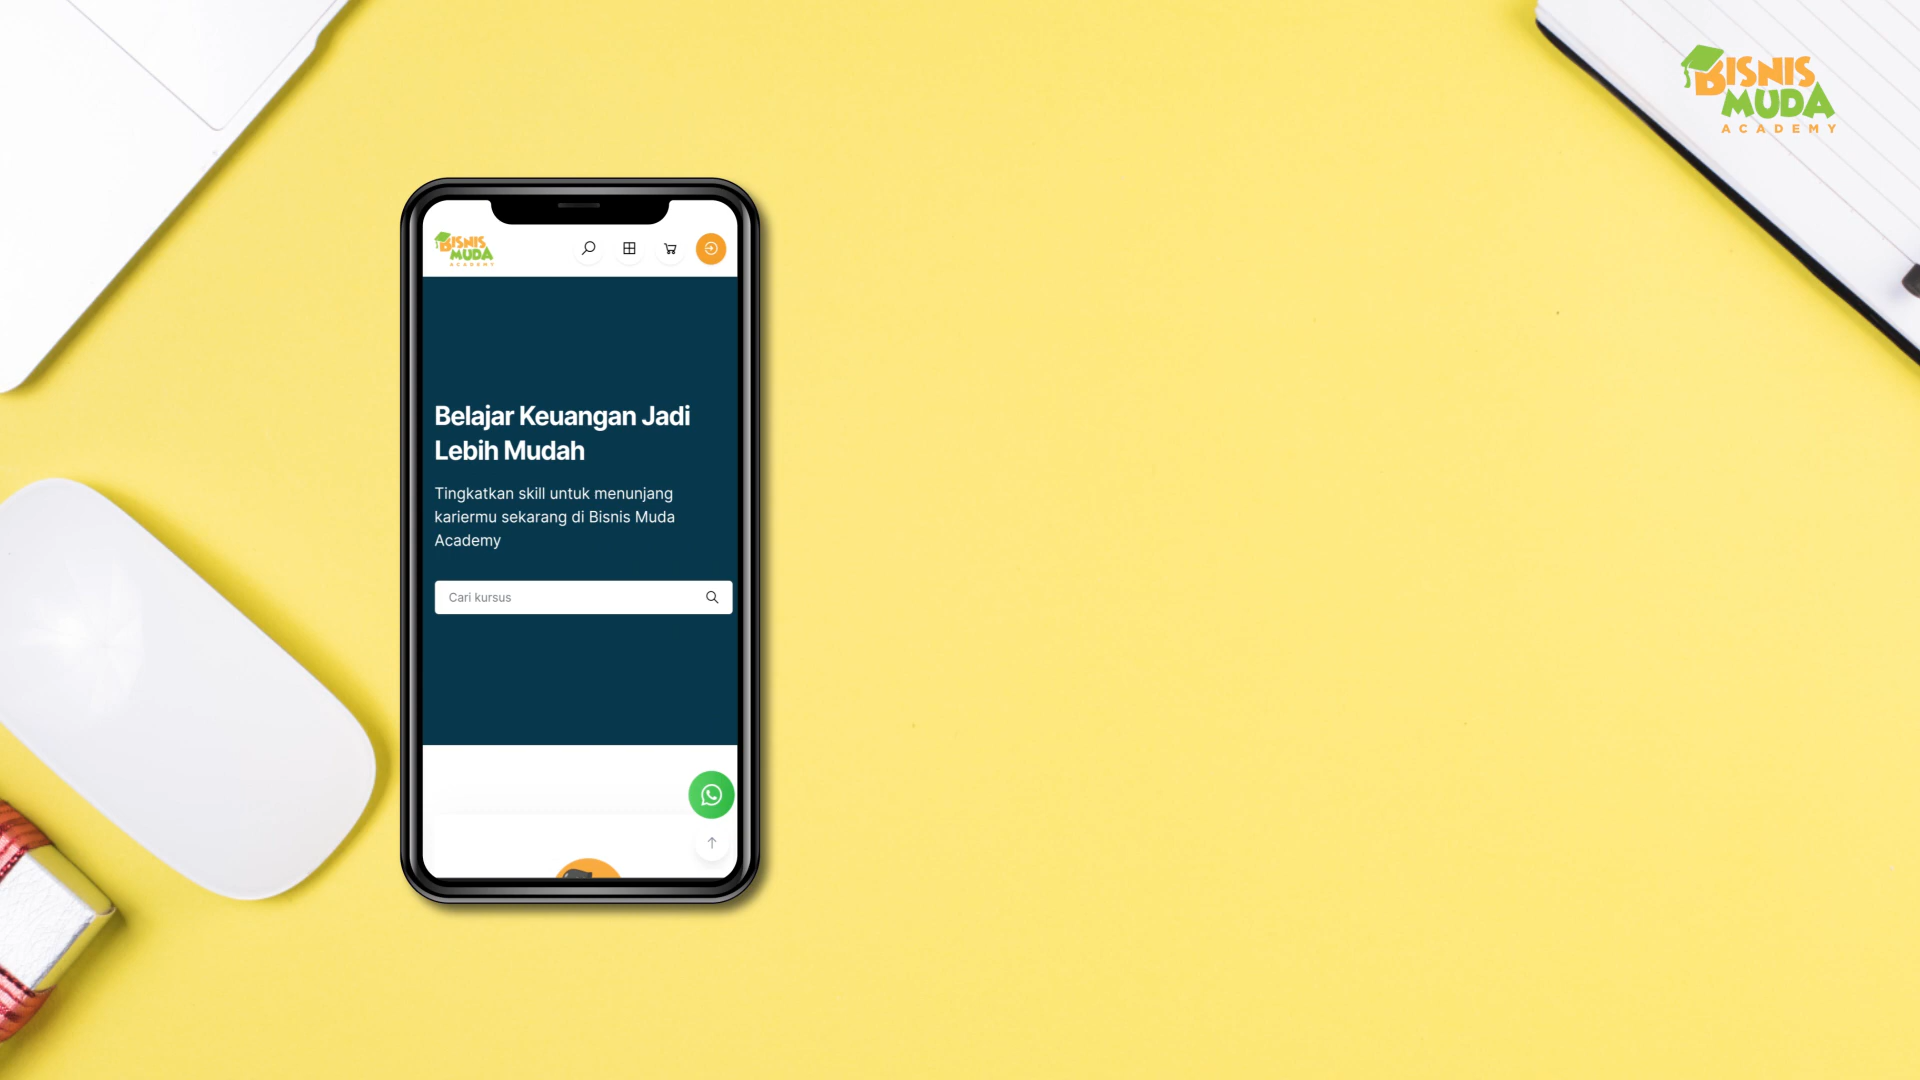 BISNIS
MUDA
ACADEMY
BISNIS
MUDA
ACADEMY
Belajar Keuangan Jadi
Lebih Mudah
Tingkatkan skill untuk menunjang
kariermu sekarang di Bisnis Muda
Academy
Cari kursus